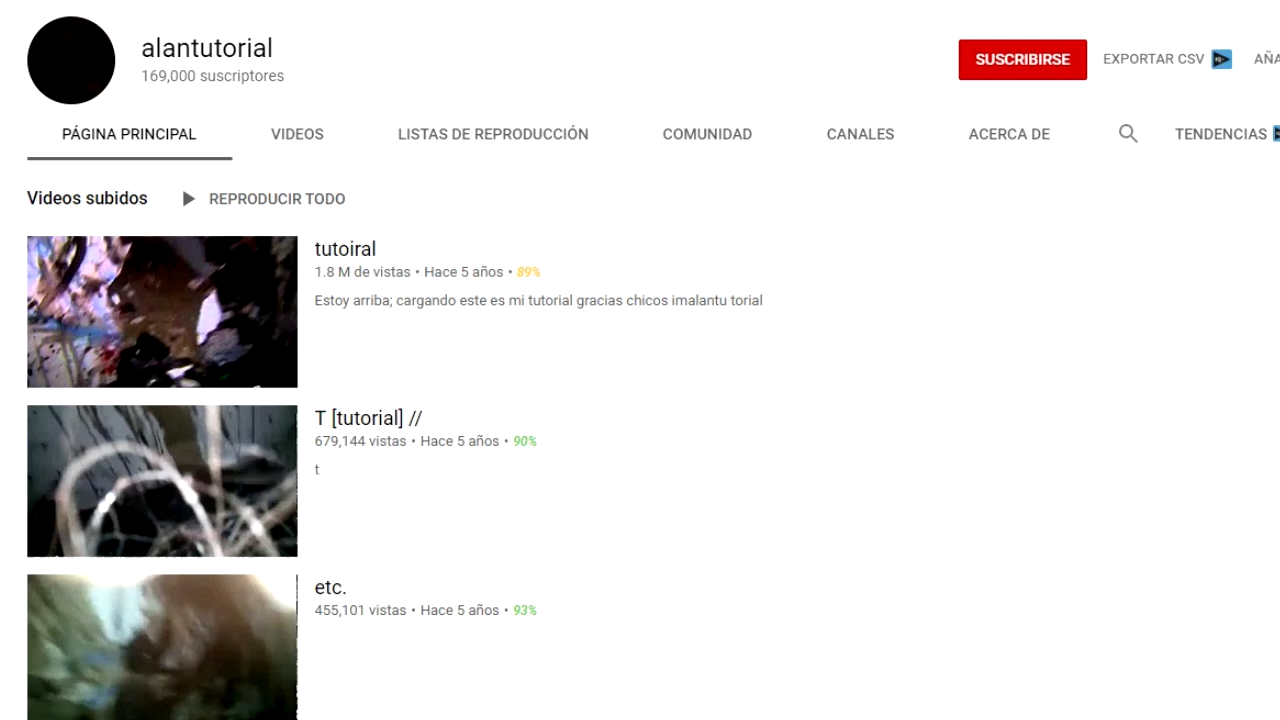 alantutorial
169,000 suscriptores
SUSCRIBIRSE EXPORTAR CSV
PÁGINA PRINCIPAL VIDEOS LISTAS DE REPRODUCCIÓN COMUNIDAD CANALES ACERCA DE TENDENCIAS
Videos subidos REPRODUCIR TODO
tutoiral
1.8 M de vistas • Hace 5 años • 89%
Estoy arriba; cargando este es mi tutorial gracias chicos imalantu torial
T [tutorial] //
679,144 vistas • Hace 5 años • 90%
t
etc.
455,101 vistas • Hace 5 años • 93%